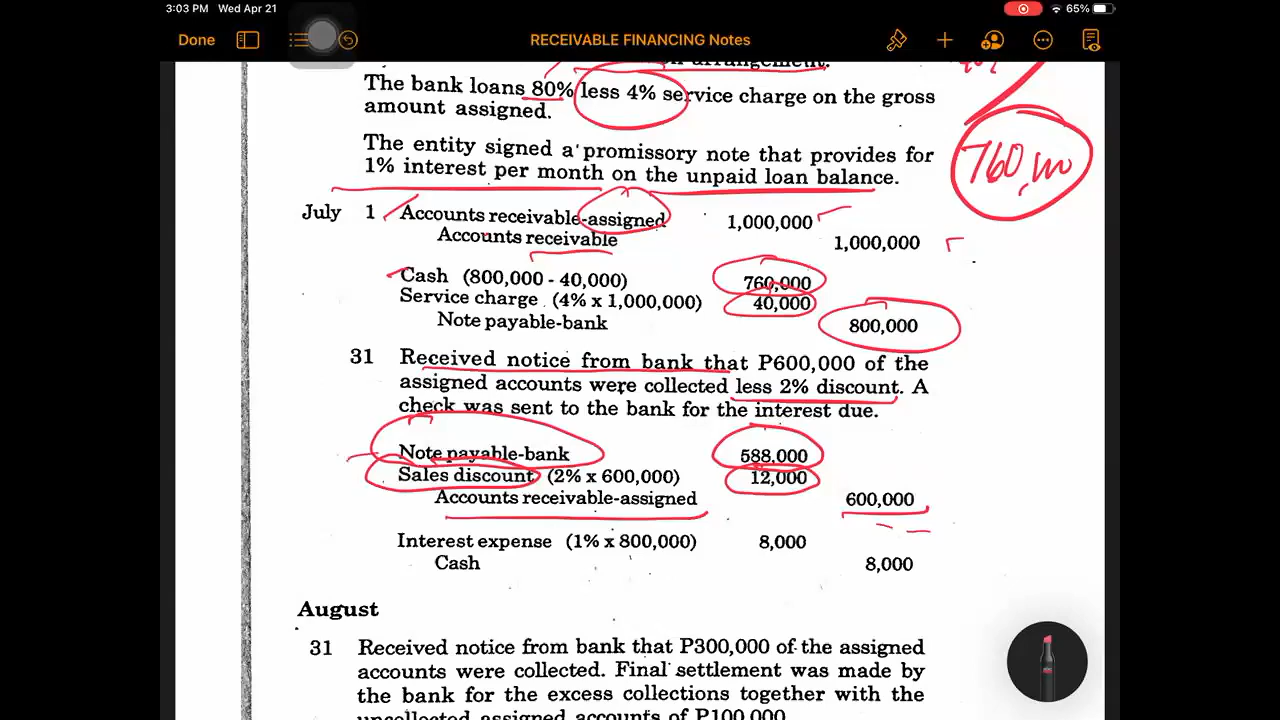 3:03 PM Wed Apr 21
65%
Done
RECEIVABLE FINANCING Notes
arrangement.
The bank loans 80% less 4% service charge on the gross
amount assigned.
The entity signed a promissory note that provides for
1% interest per month on the unpaid loan balance.
760,000
July 1 Accounts receivable-assigned 1,000,000
Accounts receivable 1,000,000
Cash (800,000 - 40,000) 760,000
Service charge (4% x 1,000,000) 40,000
Note payable-bank 800,000
31 Received notice from bank that P600,000 of the
assigned accounts were collected less 2% discount. A
check was sent to the bank for the interest due.
Note payable-bank 588,000
Sales discount (2% x 600,000) 12,000
Accounts receivable-assigned 600,000
Interest expense (1% x 800,000) 8,000
Cash 8,000
August
31 Received notice from bank that P300,000 of the assigned
accounts were collected. Final settlement was made by
the bank for the excess collections together with the
uncollected assigned accounts of P100,000.